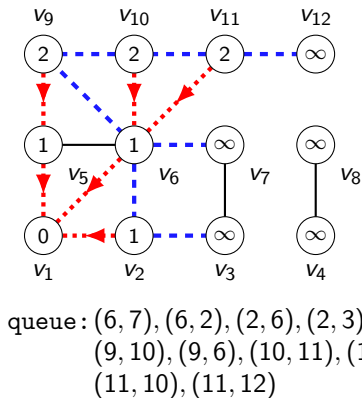 v9 v10 v11 v12
2 2 2 ∞
1 1 ∞ ∞
v5 v6 v7 v8
0 1 ∞ ∞
v1 v2 v3 v4
queue: (6, 7), (6, 2), (2, 6), (2, 3)
(9, 10), (9, 6), (10, 11), (1
(11, 10), (11, 12)